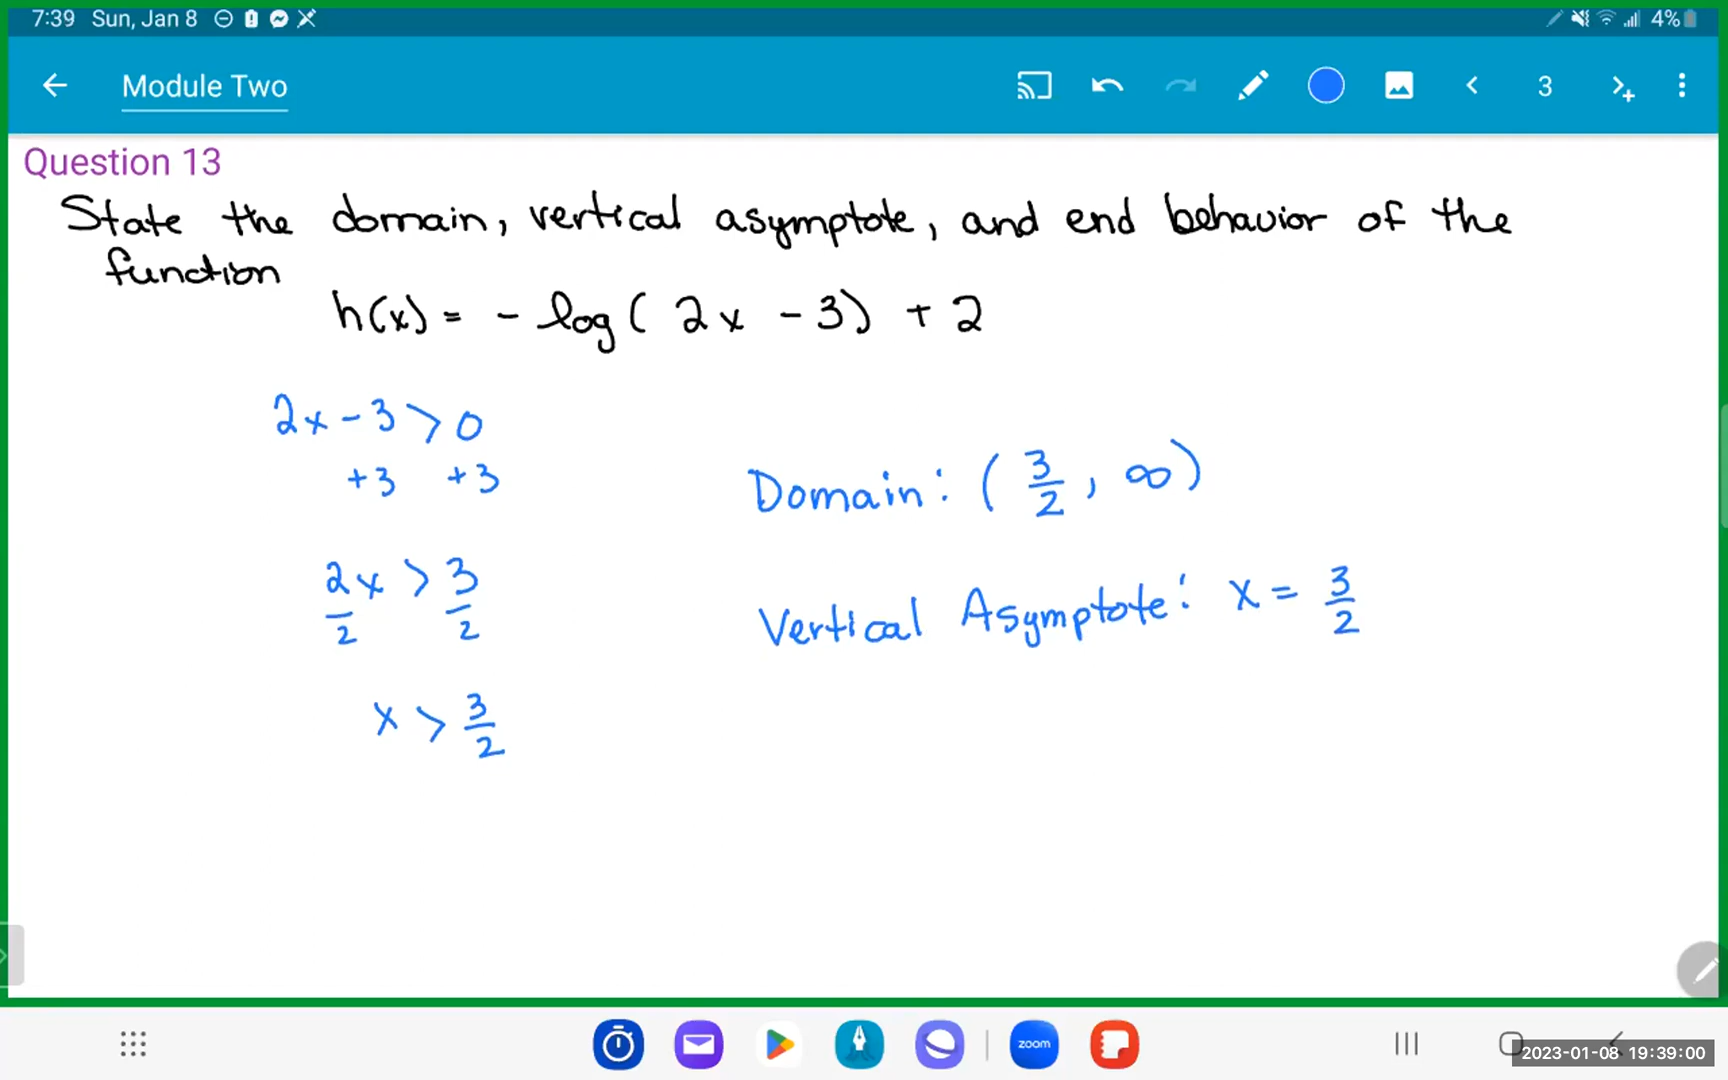 7:39 Sun, Jan 8 4%
Module Two 3
Question 13
State the domain, vertical asymptote, and end behavior of the
function
h(x) = - log( 2x - 3) + 2
2x - 3 > 0
+3 +3
Domain: ( 3/2 , ∞ )
2x > 3
2 2
Vertical Asymptote: x = 3/2
x > 3/2
zoom
2023-01-08 19:39:00